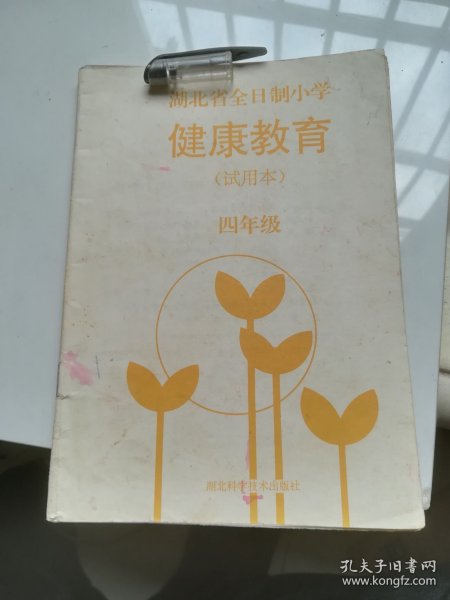 湖北省全日制小学
健康教育
（试用本）
四年级
湖北科学技术出版社
孔夫子旧书网
www.kongfz.com